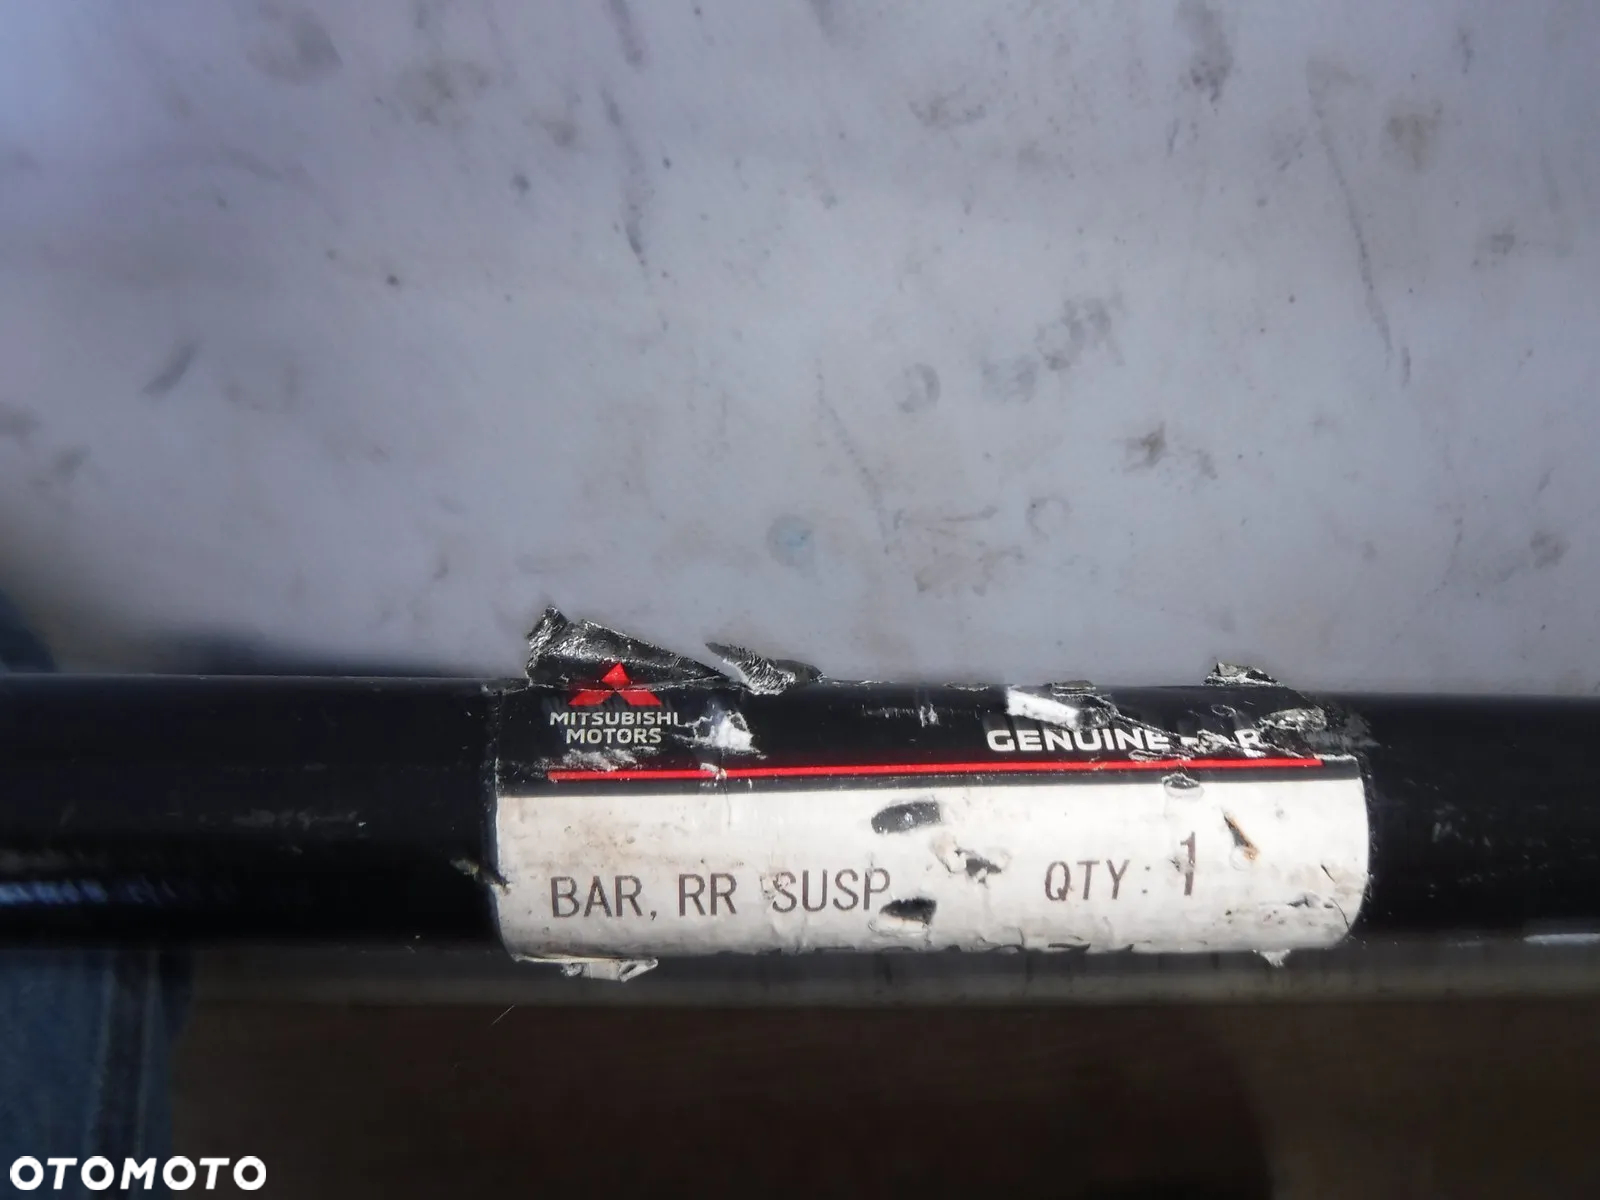 MITSUBISHI
MOTORS
GENUINE
BAR, RR SUSP
QTY: 1
OTOMOTO